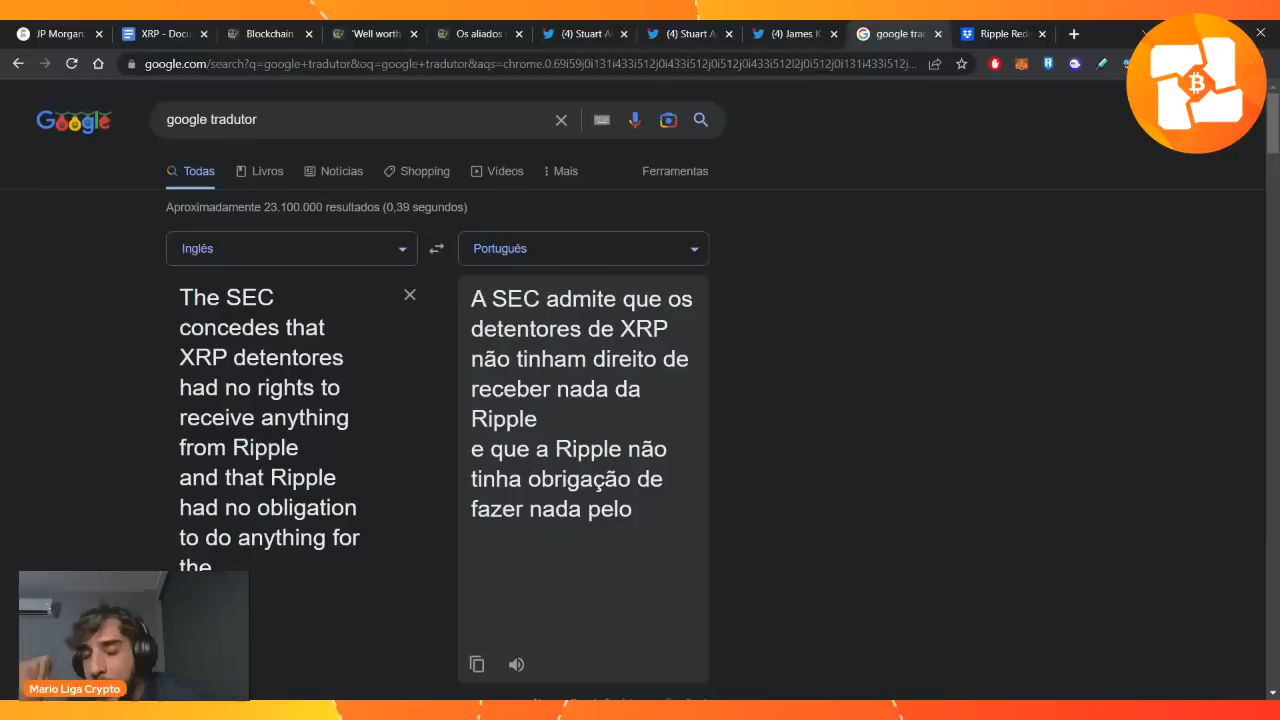 JP Morgan:
XRP - Docu
Blockchain
'Well worth
Os aliados
(4) Stuart A
(4) Stuart A
(4) James K
google trad
Ripple Red
google.com/search?q=google+tradutor&oq=google+tradutor&aqs=chrome.0.69i59j0i131i433i512j0i433i512j0i512l2j0i131i433i512j0i433i512j...
Google
google tradutor
Todas
Livros
Notícias
Shopping
Vídeos
Mais
Ferramentas
Aproximadamente 23.100.000 resultados (0,39 segundos)
Inglês
Português
The SEC
concedes that
XRP detentores
had no rights to
receive anything
from Ripple
and that Ripple
had no obligation
to do anything for
the
A SEC admite que os
detentores de XRP
não tinham direito de
receber nada da
Ripple
e que a Ripple não
tinha obrigação de
fazer nada pelo
Mario Liga Crypto